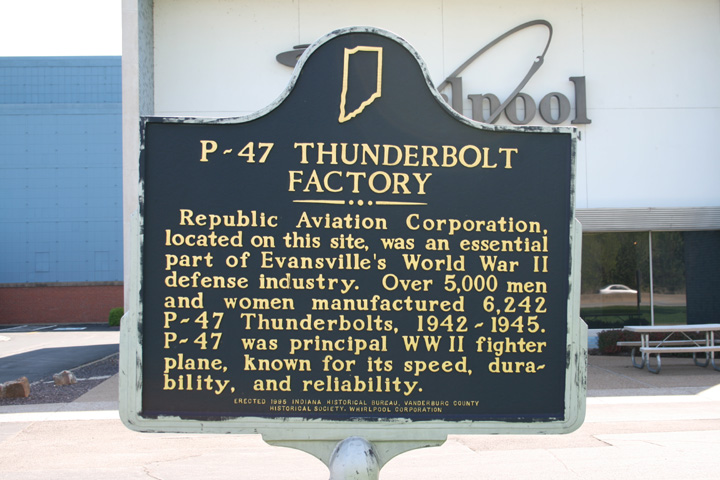 lpool
P-47 THUNDERBOLT
FACTORY
Republic Aviation Corporation,
located on this site, was an essential
part of Evansville's World War II
defense industry. Over 5,000 men
and women manufactured 6,242
P-47 Thunderbolts, 1942-1945.
P-47 was principal WW II fighter
plane, known for its speed, dura-
bility, and reliability.
ERECTED 1995 INDIANA HISTORICAL BUREAU, VANDERBURG COUNTY
HISTORICAL SOCIETY, WHIRLPOOL CORPORATION